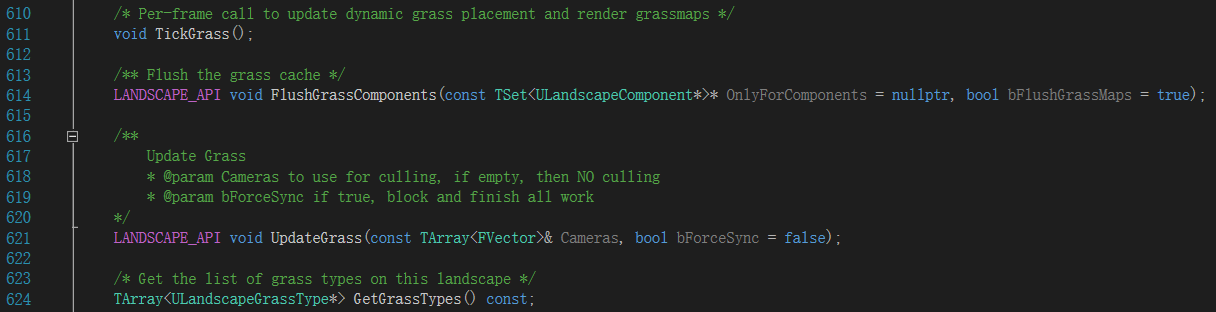 610 /* Per-frame call to update dynamic grass placement and render grassmaps */
611 void TickGrass();
612
613 /** Flush the grass cache */
614 LANDSCAPE_API void FlushGrassComponents(const TSet<ULandscapeComponent*>* OnlyForComponents = nullptr, bool bFlushGrassMaps = true);
615
616 /**
617 Update Grass
618 * @param Cameras to use for culling, if empty, then NO culling
619 * @param bForceSync if true, block and finish all work
620 */
621 LANDSCAPE_API void UpdateGrass(const TArray<FVector>& Cameras, bool bForceSync = false);
622
623 /* Get the list of grass types on this landscape */
624 TArray<ULandscapeGrassType*> GetGrassTypes() const;